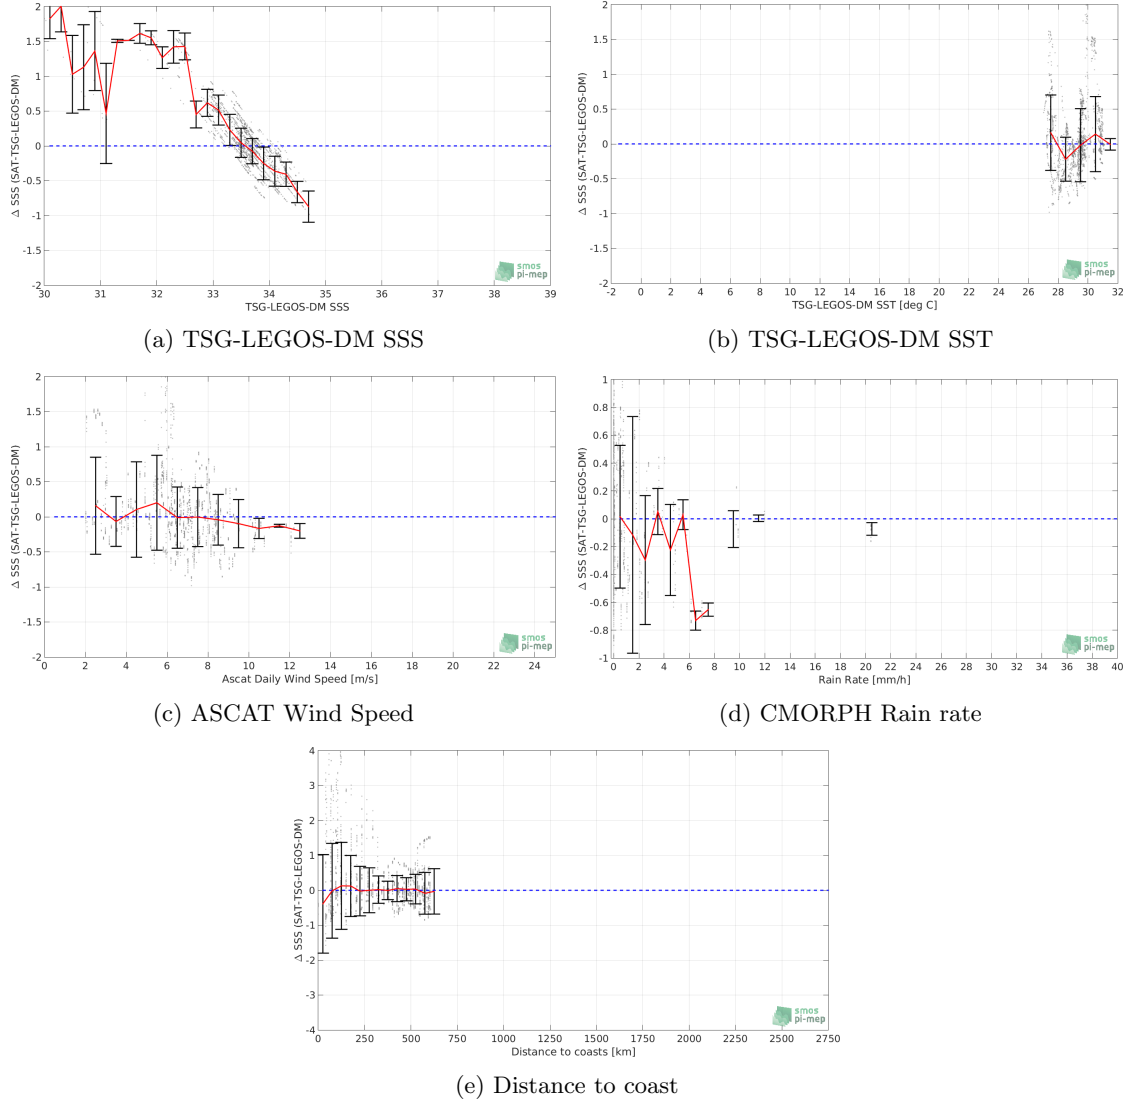 2
1.5
1
0.5
0
-0.5
-1
-1.5
-2
Δ SSS (SAT-TSG-LEGOS-DM)
30 31 32 33 34 35 36 37 38 39
TSG-LEGOS-DM SSS
smos
pi-mep
(a) TSG-LEGOS-DM SSS
2
1.5
1
0.5
0
-0.5
-1
-1.5
-2
Δ SSS (SAT-TSG-LEGOS-DM)
-2 0 2 4 6 8 10 12 14 16 18 20 22 24 26 28 30 32
TSG-LEGOS-DM SST [deg C]
smos
pi-mep
(b) TSG-LEGOS-DM SST
2
1.5
1
0.5
0
-0.5
-1
-1.5
-2
Δ SSS (SAT-TSG-LEGOS-DM)
0 2 4 6 8 10 12 14 16 18 20 22 24
Ascat Daily Wind Speed [m/s]
smos
pi-mep
(c) ASCAT Wind Speed
1
0.8
0.6
0.4
0.2
0
-0.2
-0.4
-0.6
-0.8
-1
Δ SSS (SAT-TSG-LEGOS-DM)
0 2 4 6 8 10 12 14 16 18 20 22 24 26 28 30 32 34 36 38 40
Rain Rate [mm/h]
smos
pi-mep
(d) CMORPH Rain rate
4
3
2
1
0
-1
-2
-3
-4
Δ SSS (SAT-TSG-LEGOS-DM)
0 250 500 750 1000 1250 1500 1750 2000 2250 2500 2750
Distance to coasts [km]
smos
pi-mep
(e) Distance to coast